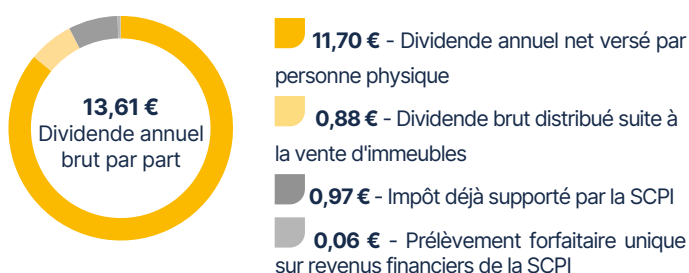 13,61 €
Dividende annuel
brut par part
11,70 € - Dividende annuel net versé par
personne physique
0,88 € - Dividende brut distribué suite à
la vente d'immeubles
0,97 € - Impôt déjà supporté par la SCPI
0,06 € - Prélèvement forfaitaire unique
sur revenus financiers de la SCPI